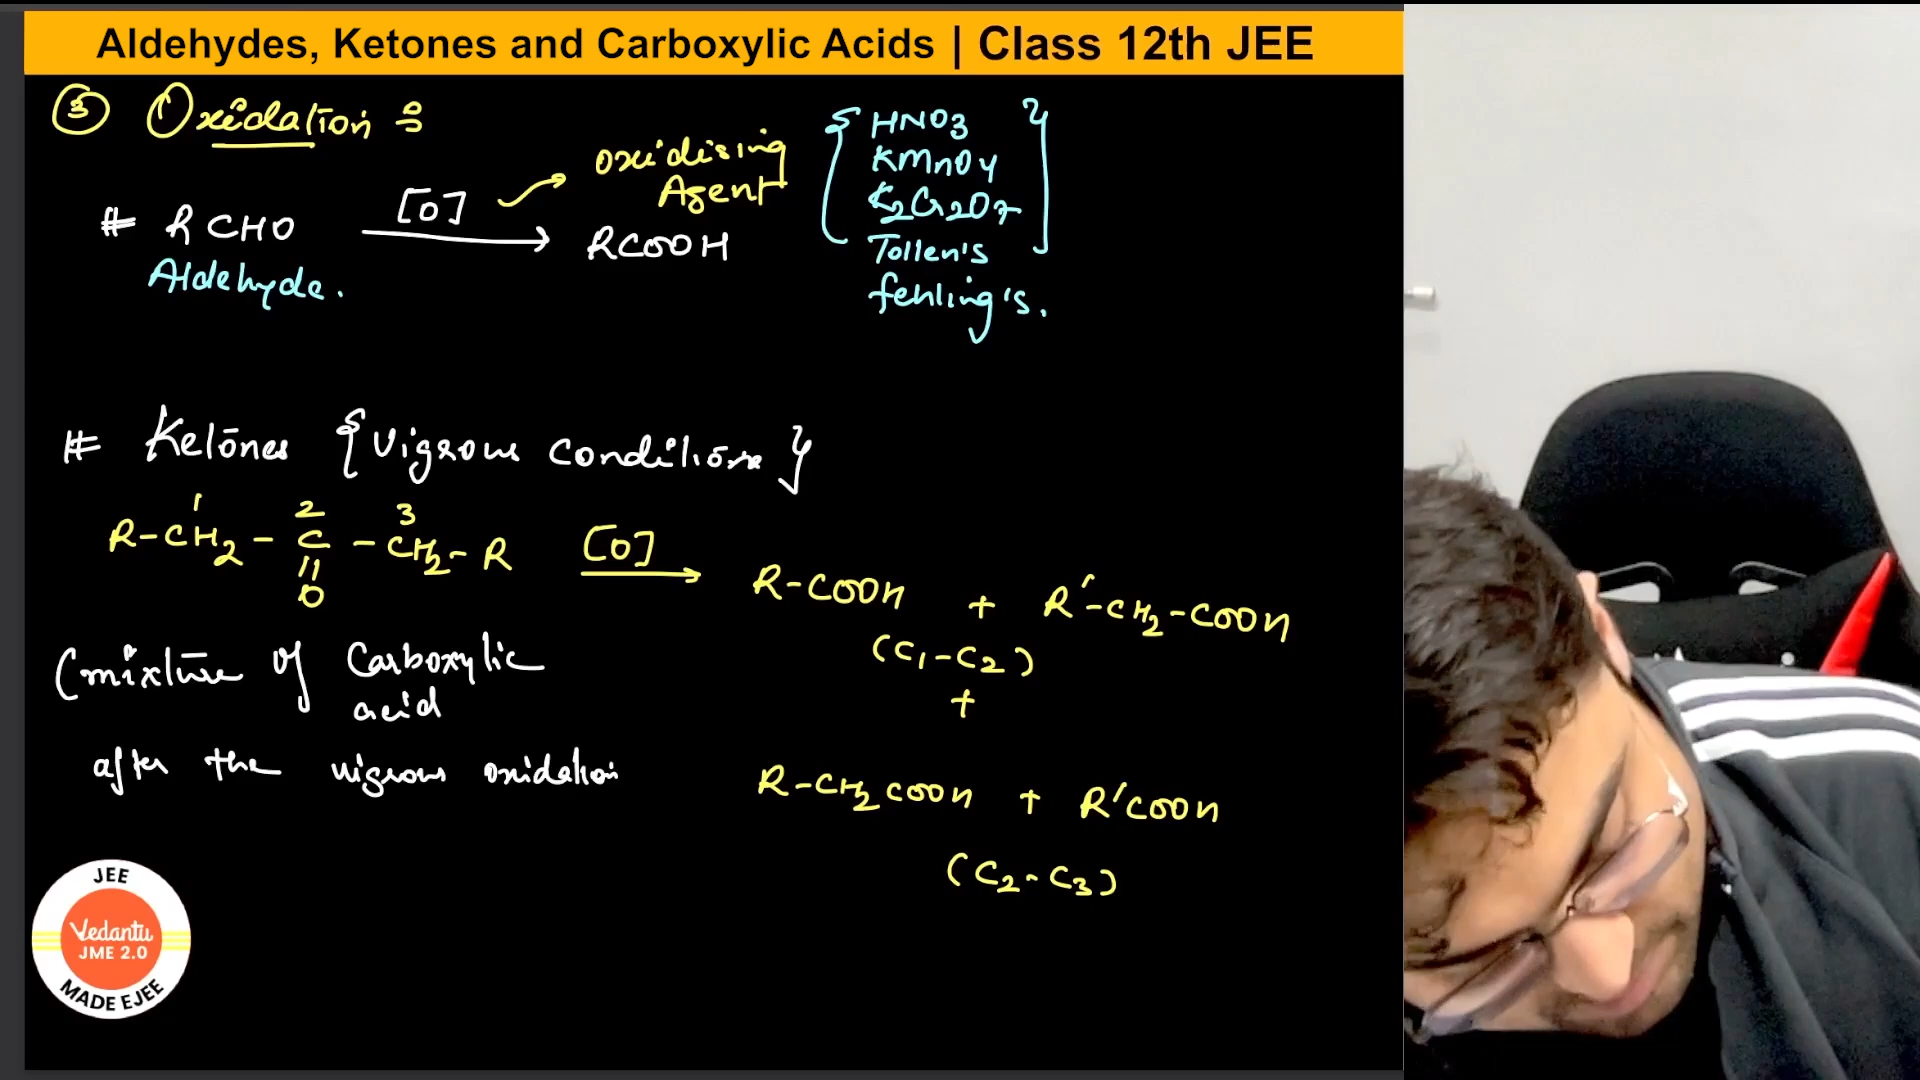 Aldehydes, Ketones and Carboxylic Acids | Class 12th JEE
③ Oxidation :
# RCHO [O] → RCOOH
Aldehyde.
oxidising
Agent
{ HNO3 }
KMnO4
K2Cr2O7
Tollen's
fehling's.
# Ketones { Vigrous conditions }
1 2 3
R-CH2 - C - CH2 - R [O] → R-COOH + R'-CH2-COOH
||
O
(C1-C2)
+
R-CH2COOH + R'COOH
(C2-C3)
(mixture of Carboxylic
acid
after the vigrous oxidation
JEE
Vedantu
JME 2.0
MADE EJEE